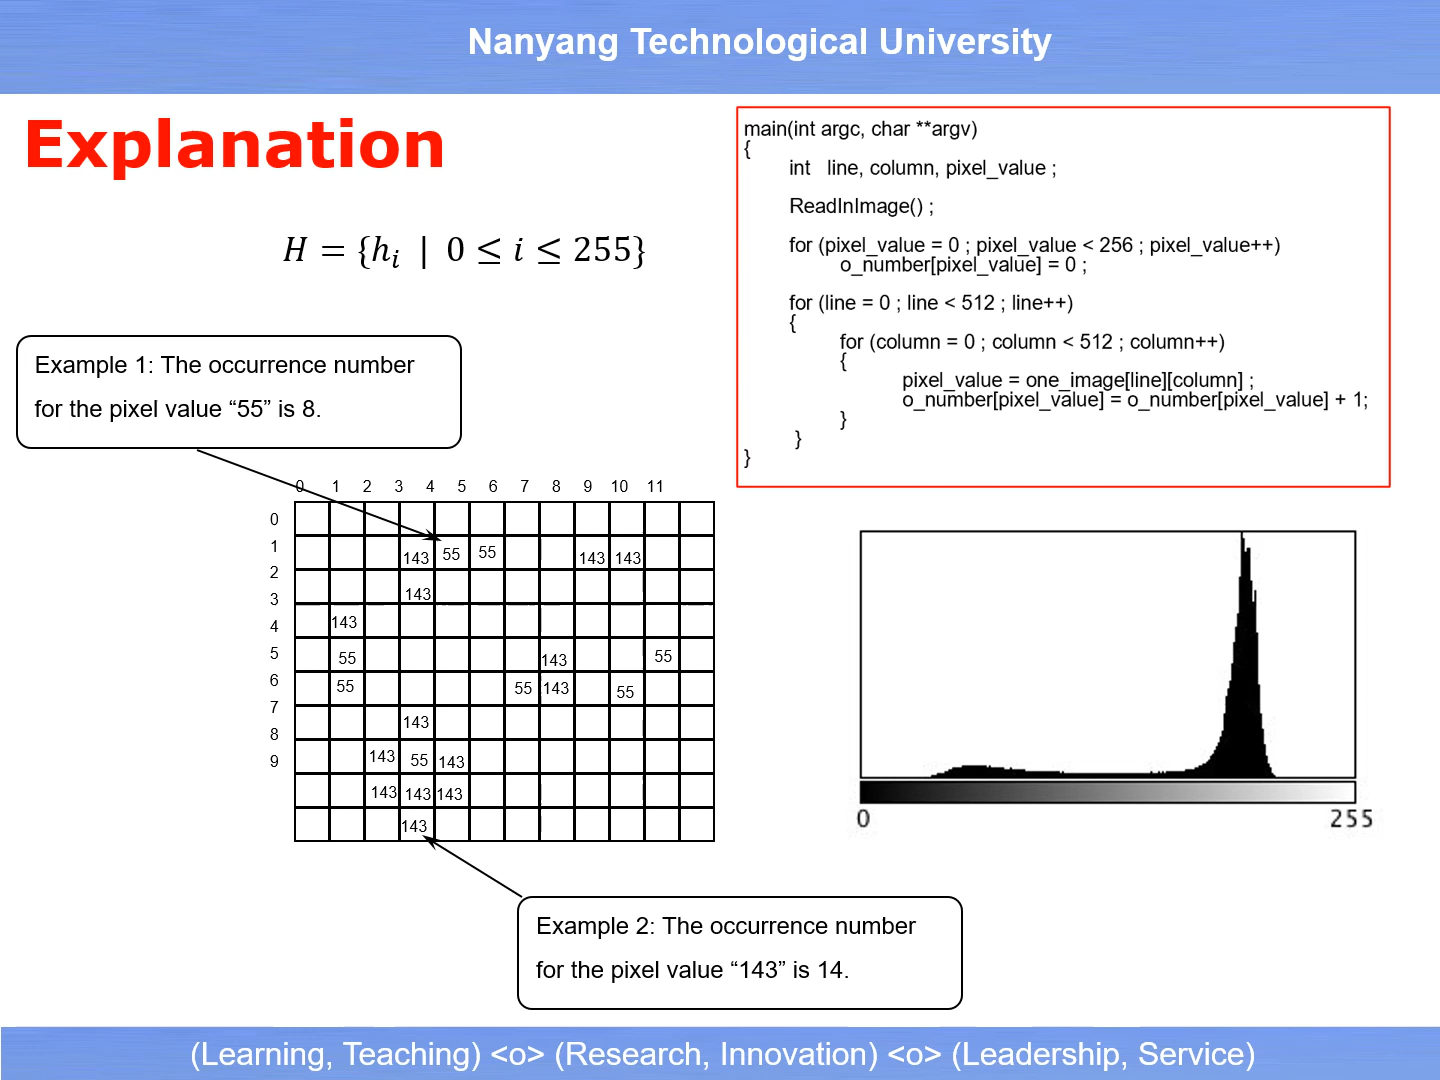 Nanyang Technological University
Explanation
H = {hᵢ | 0 ≤ i ≤ 255}
main(int argc, char **argv)
{
int line, column, pixel_value ;
ReadInImage() ;
for (pixel_value = 0 ; pixel_value < 256 ; pixel_value++)
o_number[pixel_value] = 0 ;
for (line = 0 ; line < 512 ; line++)
{
for (column = 0 ; column < 512 ; column++)
{
pixel_value = one_image[line][column] ;
o_number[pixel_value] = o_number[pixel_value] + 1;
}
}
}
Example 1: The occurrence number
for the pixel value “55” is 8.
0 1 2 3 4 5 6 7 8 9 10 11
0
1
2
3
4
5
6
7
8
9
143 55 55 143 143
143
143
55 143 55
55 55 143 55
143
143 55 143
143 143 143
143
0 255
Example 2: The occurrence number
for the pixel value “143” is 14.
(Learning, Teaching) <o> (Research, Innovation) <o> (Leadership, Service)